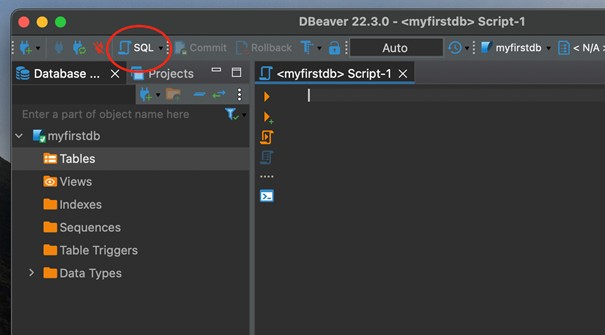 DBeaver 22.3.0 - <myfirstdb> Script-1
SQL Commit Rollback Auto myfirstdb < N/A
Database ... Projects <myfirstdb> Script-1
Enter a part of object name here
myfirstdb
Tables
Views
Indexes
Sequences
Table Triggers
Data Types